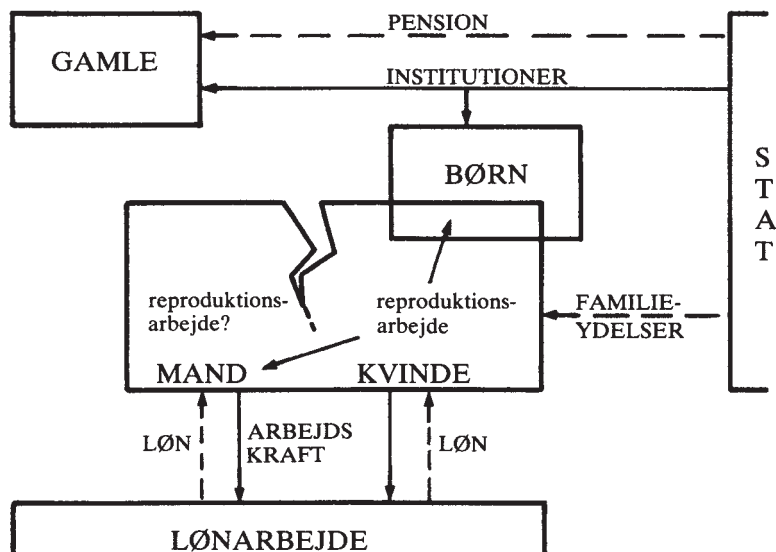 PENSION
GAMLE
INSTITUTIONER
BØRN
S
T
A
T
reproduktions-
arbejde?
reproduktions-
arbejde
FAMILIE-
YDELSER
MAND
KVINDE
LØN
ARBEJDS
KRAFT
LØN
LØNARBEJDE